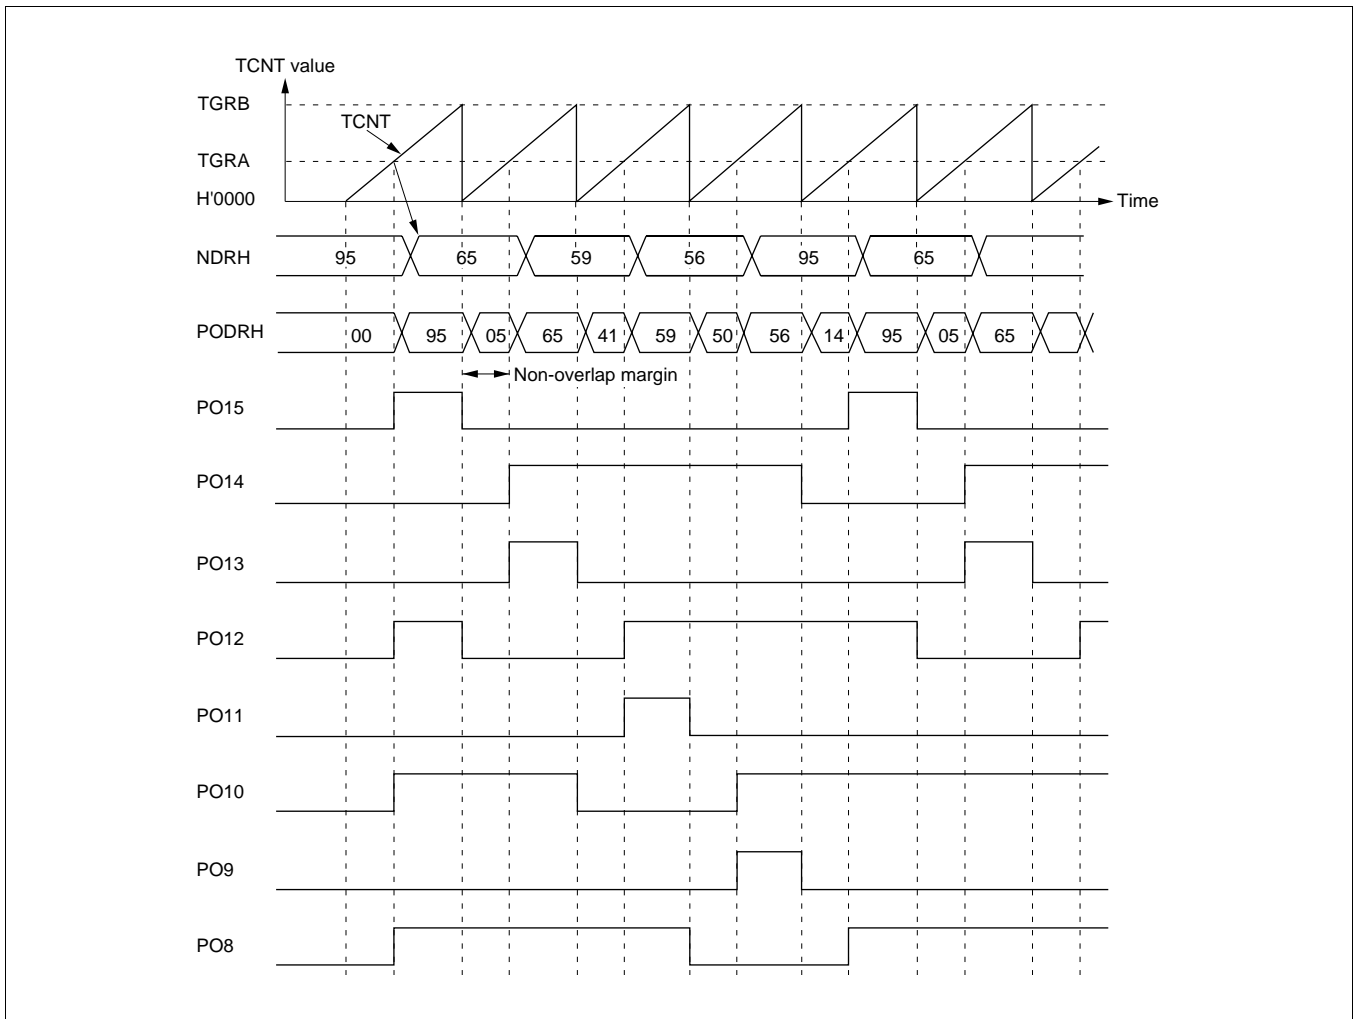 TCNT value
TGRB
TCNT
TGRA
H'0000
Time
NDRH 95 65 59 56 95 65
PODRH 00 95 05 65 41 59 50 56 14 95 05 65
Non-overlap margin
PO15
PO14
PO13
PO12
PO11
PO10
PO9
PO8